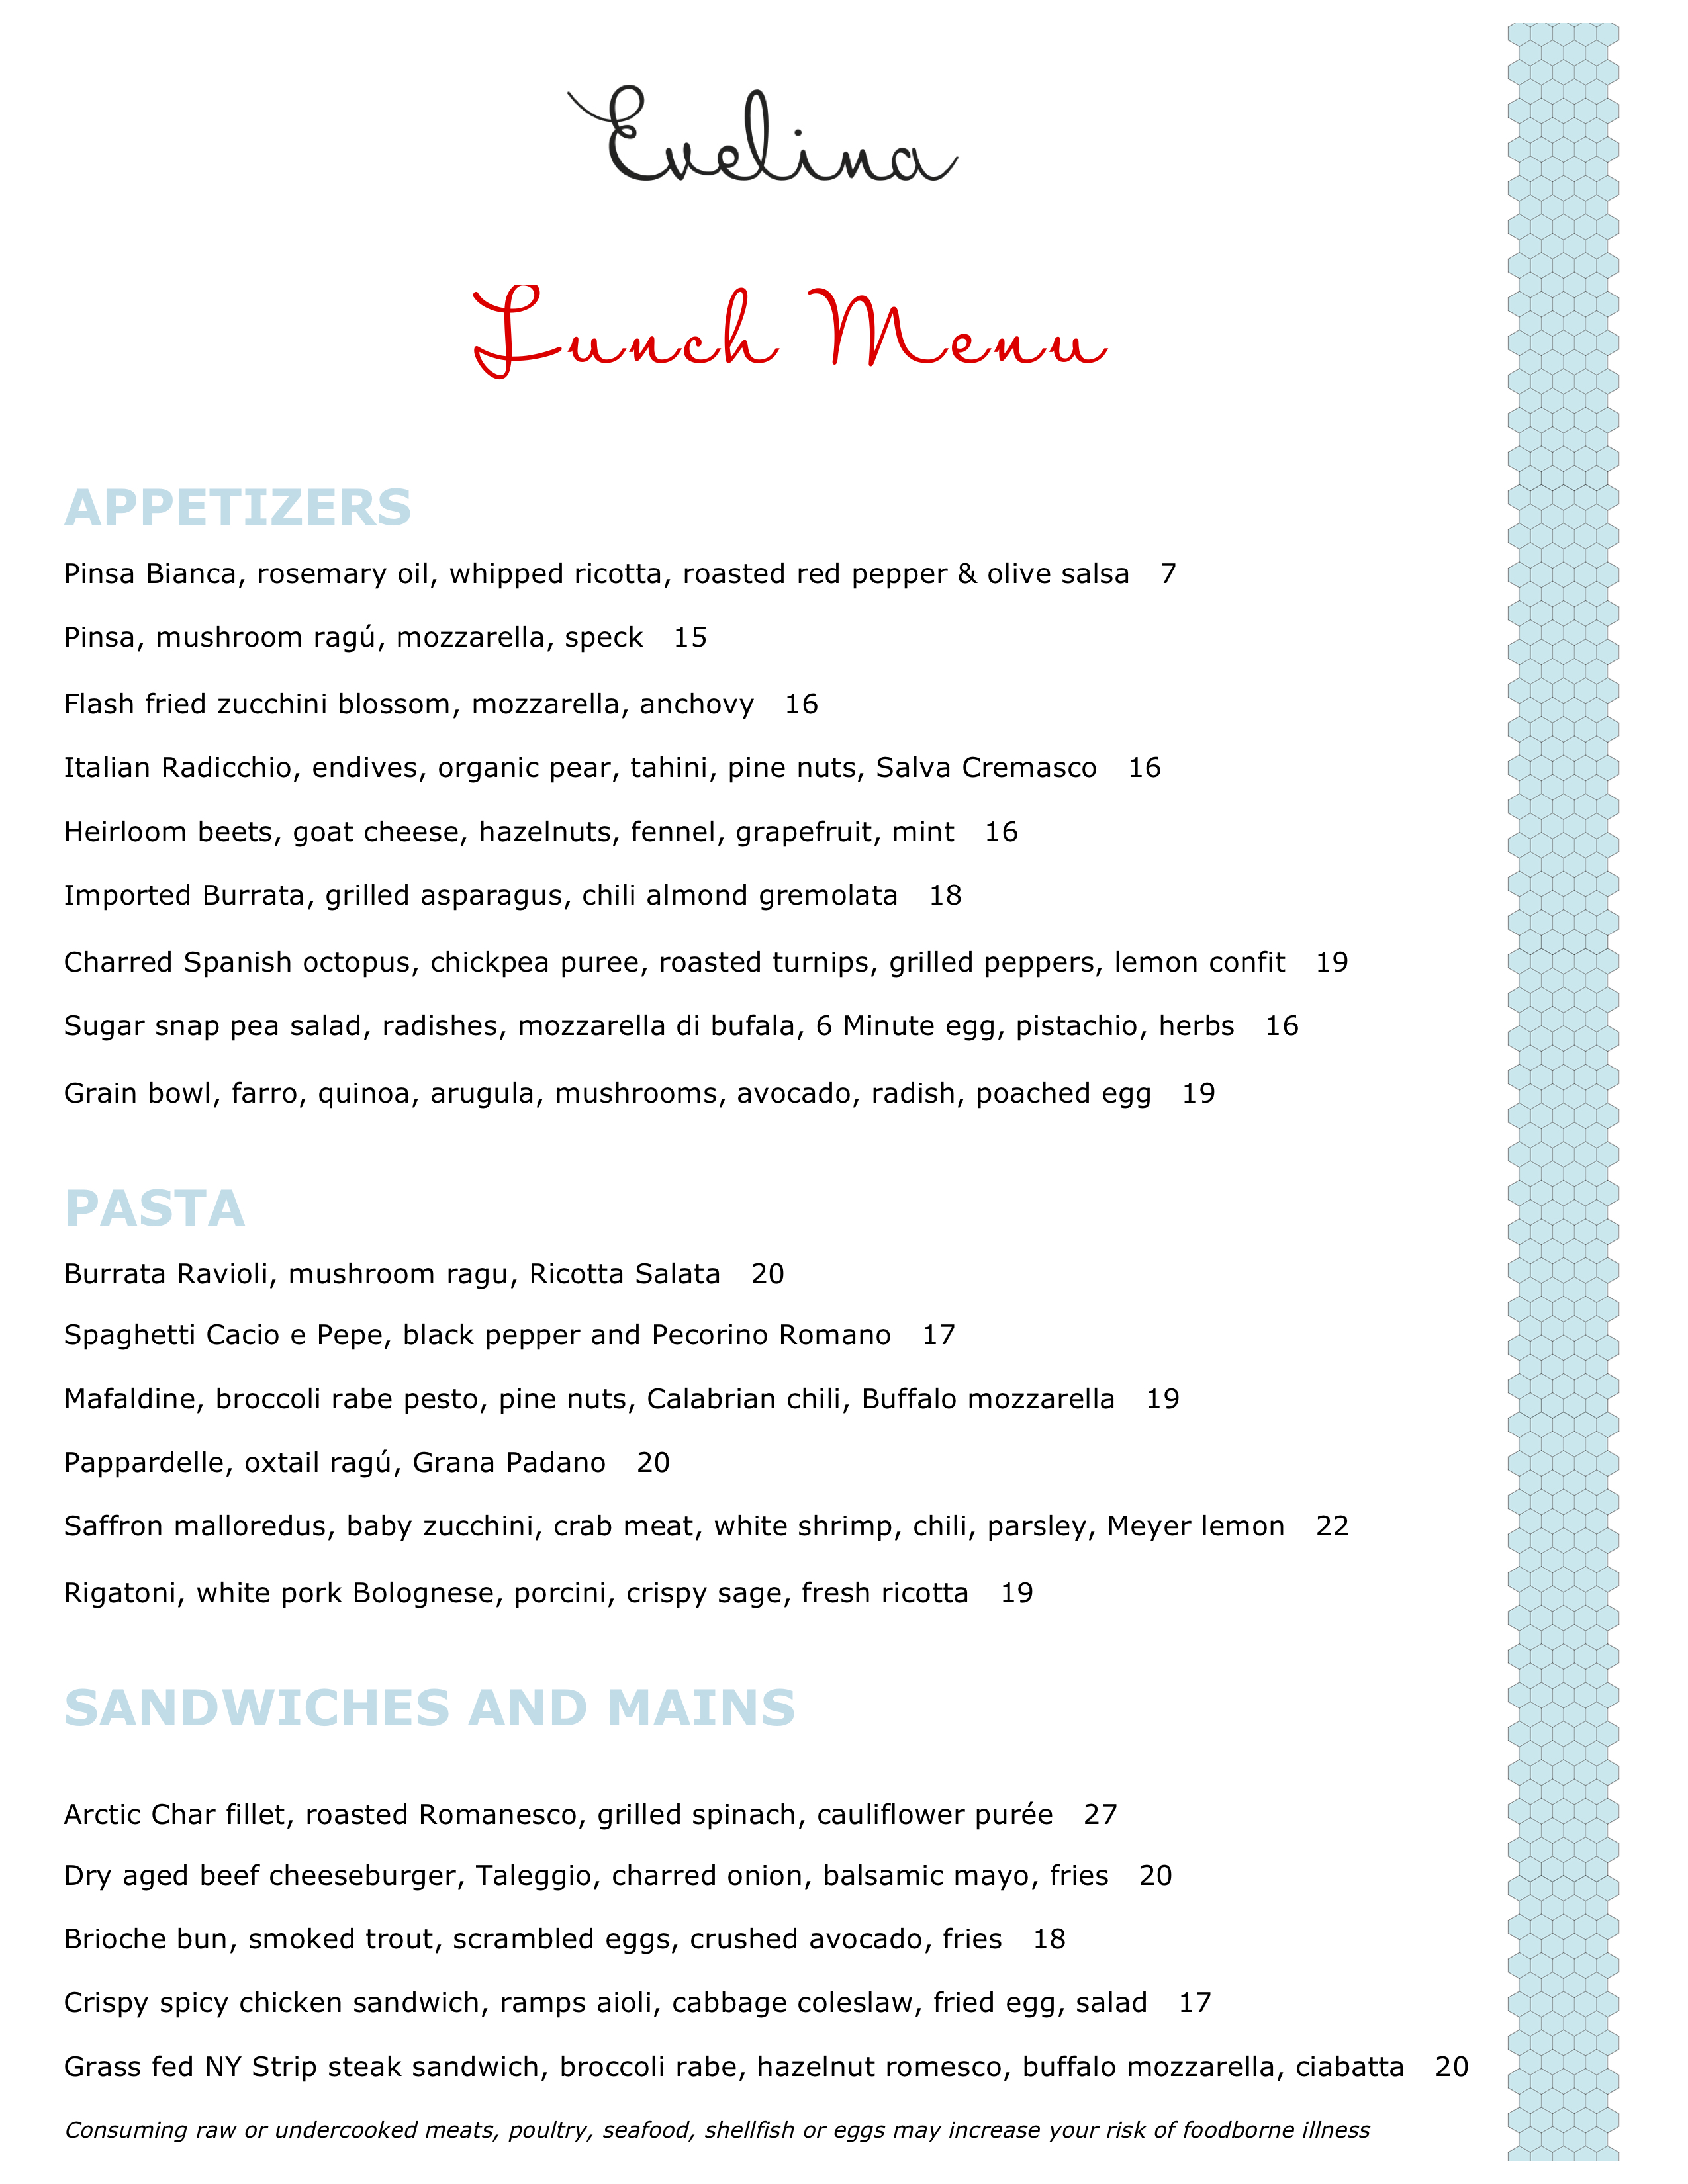 Evelina
Lunch Menu
APPETIZERS
Pinsa Bianca, rosemary oil, whipped ricotta, roasted red pepper & olive salsa 7
Pinsa, mushroom ragú, mozzarella, speck 15
Flash fried zucchini blossom, mozzarella, anchovy 16
Italian Radicchio, endives, organic pear, tahini, pine nuts, Salva Cremasco 16
Heirloom beets, goat cheese, hazelnuts, fennel, grapefruit, mint 16
Imported Burrata, grilled asparagus, chili almond gremolata 18
Charred Spanish octopus, chickpea puree, roasted turnips, grilled peppers, lemon confit 19
Sugar snap pea salad, radishes, mozzarella di bufala, 6 Minute egg, pistachio, herbs 16
Grain bowl, farro, quinoa, arugula, mushrooms, avocado, radish, poached egg 19
PASTA
Burrata Ravioli, mushroom ragu, Ricotta Salata 20
Spaghetti Cacio e Pepe, black pepper and Pecorino Romano 17
Mafaldine, broccoli rabe pesto, pine nuts, Calabrian chili, Buffalo mozzarella 19
Pappardelle, oxtail ragú, Grana Padano 20
Saffron malloredus, baby zucchini, crab meat, white shrimp, chili, parsley, Meyer lemon 22
Rigatoni, white pork Bolognese, porcini, crispy sage, fresh ricotta 19
SANDWICHES AND MAINS
Arctic Char fillet, roasted Romanesco, grilled spinach, cauliflower purée 27
Dry aged beef cheeseburger, Taleggio, charred onion, balsamic mayo, fries 20
Brioche bun, smoked trout, scrambled eggs, crushed avocado, fries 18
Crispy spicy chicken sandwich, ramps aioli, cabbage coleslaw, fried egg, salad 17
Grass fed NY Strip steak sandwich, broccoli rabe, hazelnut romesco, buffalo mozzarella, ciabatta 20
Consuming raw or undercooked meats, poultry, seafood, shellfish or eggs may increase your risk of foodborne illness